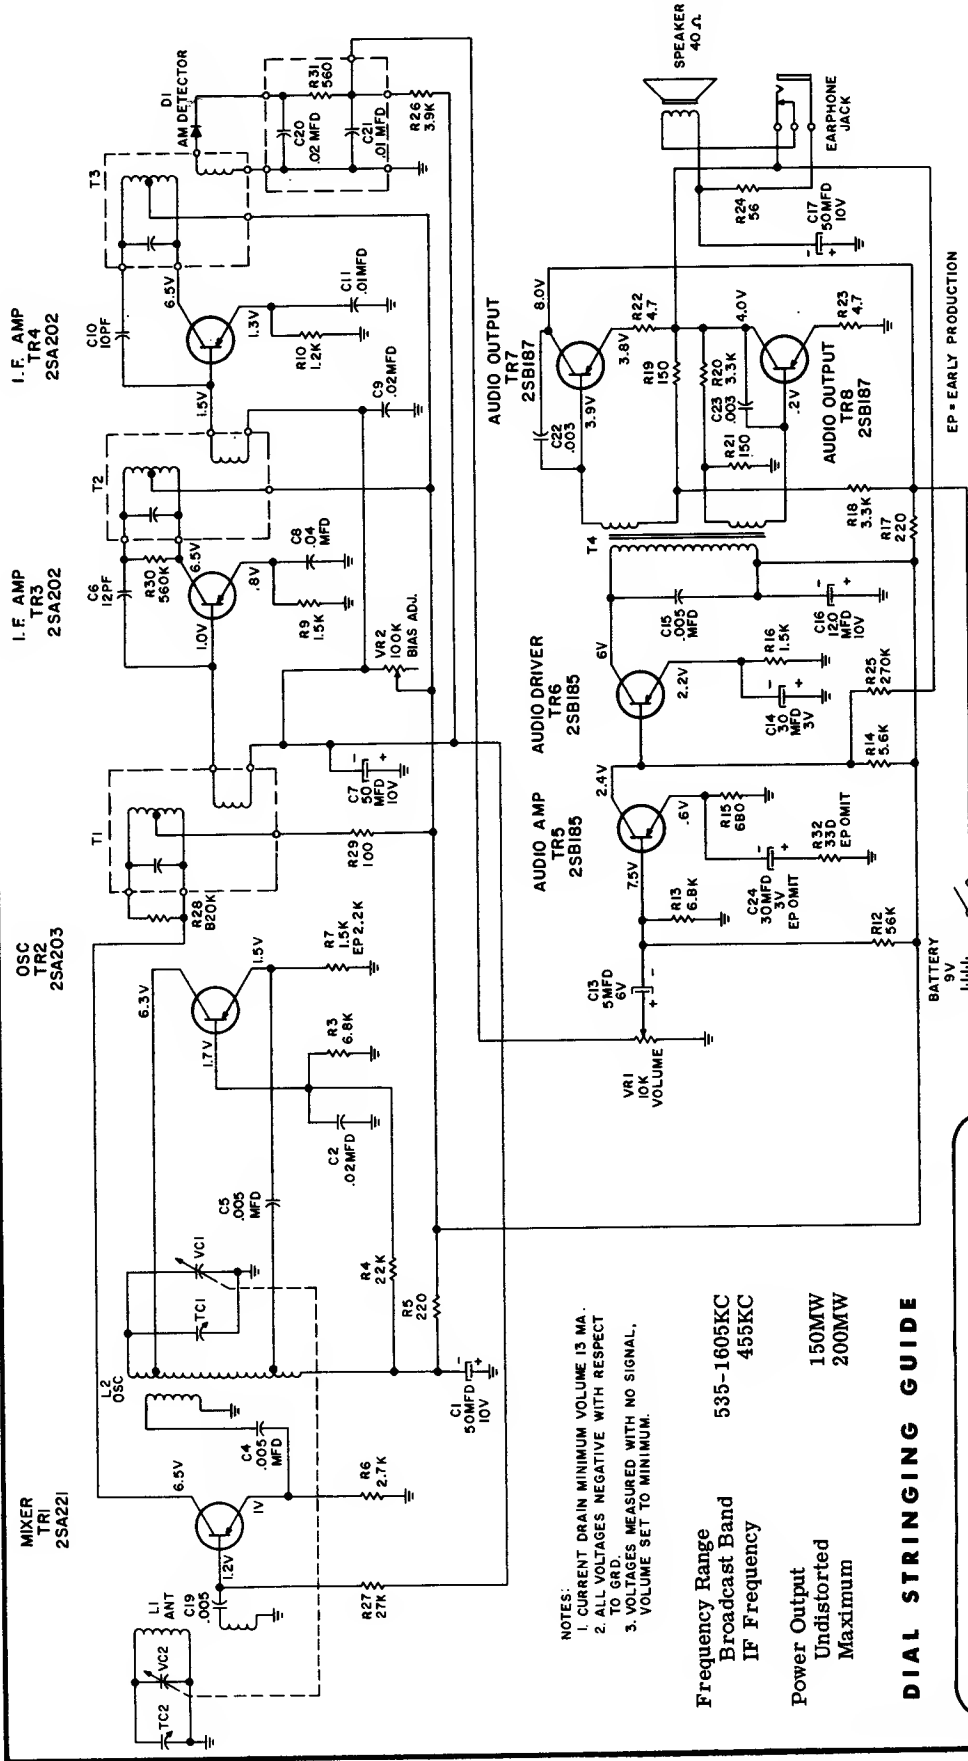 MIXER
TR1
2SA221
OSC
TR2
2SA203
I.F. AMP
TR3
2SA202
I.F. AMP
TR4
2SA202
L1
ANT
VC2
TC2
C19
.005
1.2V
6.5V
1V
R27
27K
R6
2.7K
C4
.005
MFD
L2
OSC
TC1
VC1
C1
50MFD
10V
-
+
R5
220
R4
22K
C5
.005
MFD
C2
.02MFD
R3
6.8K
1.7V
6.3V
1.5V
R7
1.5K
EP 2.2K
R28
820K
T1
R29
100
C7
50
MFD
10V
-
+
VR2
100K
BIAS ADJ.
1.0V
C6
12PF
R30
560K
6.5V
.8V
R9
1.5K
C8
.04
MFD
T2
C9
.02MFD
1.5V
C10
10PF
6.5V
1.3V
R10
1.2K
C11
.01MFD
T3
D1
AM DETECTOR
C20
.02 MFD
R31
560
C21
.01 MFD
R26
3.9K
VR1
10K
VOLUME
C13
5MFD
6V
+
-
R13
6.8K
R12
56K
AUDIO AMP
TR5
2SB185
7.5V
2.4V
.6V
R15
680
C24
30MFD
3V
EP OMIT
-
+
R32
33D
EP OMIT
AUDIO DRIVER
TR6
2SB185
6V
2.2V
C14
30
MFD
3V
-
+
R16
1.5K
R14
5.6K
R25
270K
C15
.005
MFD
C16
120
MFD
10V
-
+
T4
R18
3.3K
R17
220
AUDIO OUTPUT
TR7
2SB187
C22
.003
3.9V
8.0V
3.8V
R22
4.7
R19
150
R20
3.3K
C23
.003
R21
150
4.0V
.2V
R23
4.7
AUDIO OUTPUT
TR8
2SB187
R24
56
C17
50MFD
10V
-
+
SPEAKER
40 Ω
EARPHONE
JACK
BATTERY
9V
EP = EARLY PRODUCTION
NOTES:
1. CURRENT DRAIN MINIMUM VOLUME 13 MA.
2. ALL VOLTAGES NEGATIVE WITH RESPECT
TO GRD.
3. VOLTAGES MEASURED WITH NO SIGNAL,
VOLUME SET TO MINIMUM.
Frequency Range
Broadcast Band 535-1605KC
IF Frequency 455KC
Power Output
Undistorted 150MW
Maximum 200MW
DIAL STRINGING GUIDE